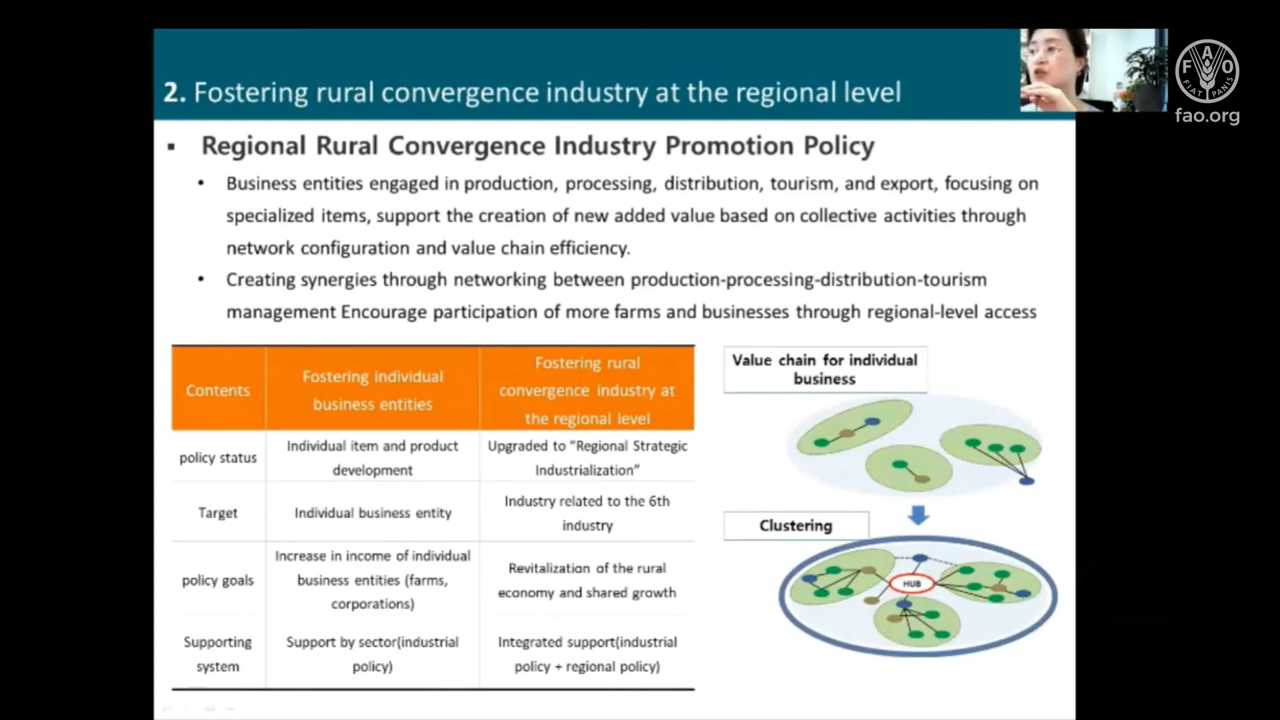 2. Fostering rural convergence industry at the regional level
FAO
FIAT PANIS
fao.org
▪ Regional Rural Convergence Industry Promotion Policy
• Business entities engaged in production, processing, distribution, tourism, and export, focusing on
specialized items, support the creation of new added value based on collective activities through
network configuration and value chain efficiency.
• Creating synergies through networking between production-processing-distribution-tourism
management Encourage participation of more farms and businesses through regional-level access
Contents
Fostering individual
business entities
Fostering rural
convergence industry at
the regional level
policy status
Individual item and product
development
Upgraded to “Regional Strategic
Industrialization”
Target
Individual business entity
Industry related to the 6th
industry
policy goals
Increase in income of individual
business entities (farms,
corporations)
Revitalization of the rural
economy and shared growth
Supporting
system
Support by sector(industrial
policy)
Integrated support(industrial
policy + regional policy)
Value chain for individual
business
Clustering
HUB